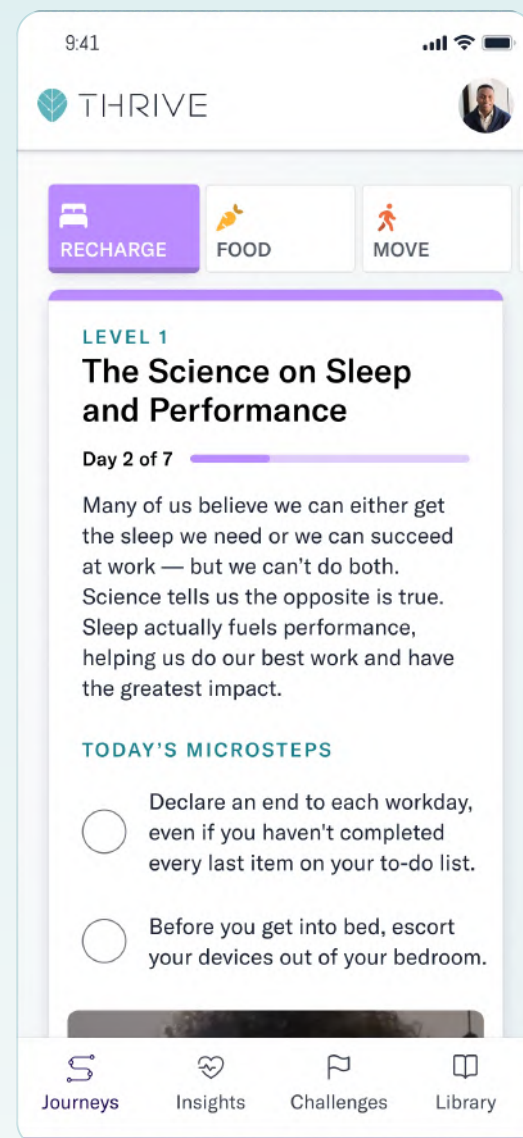 9:41
THRIVE
RECHARGE
FOOD
MOVE
LEVEL 1
The Science on Sleep
and Performance
Day 2 of 7
Many of us believe we can either get
the sleep we need or we can succeed
at work — but we can’t do both.
Science tells us the opposite is true.
Sleep actually fuels performance,
helping us do our best work and have
the greatest impact.
TODAY’S MICROSTEPS
Declare an end to each workday,
even if you haven't completed
every last item on your to-do list.
Before you get into bed, escort
your devices out of your bedroom.
Journeys
Insights
Challenges
Library